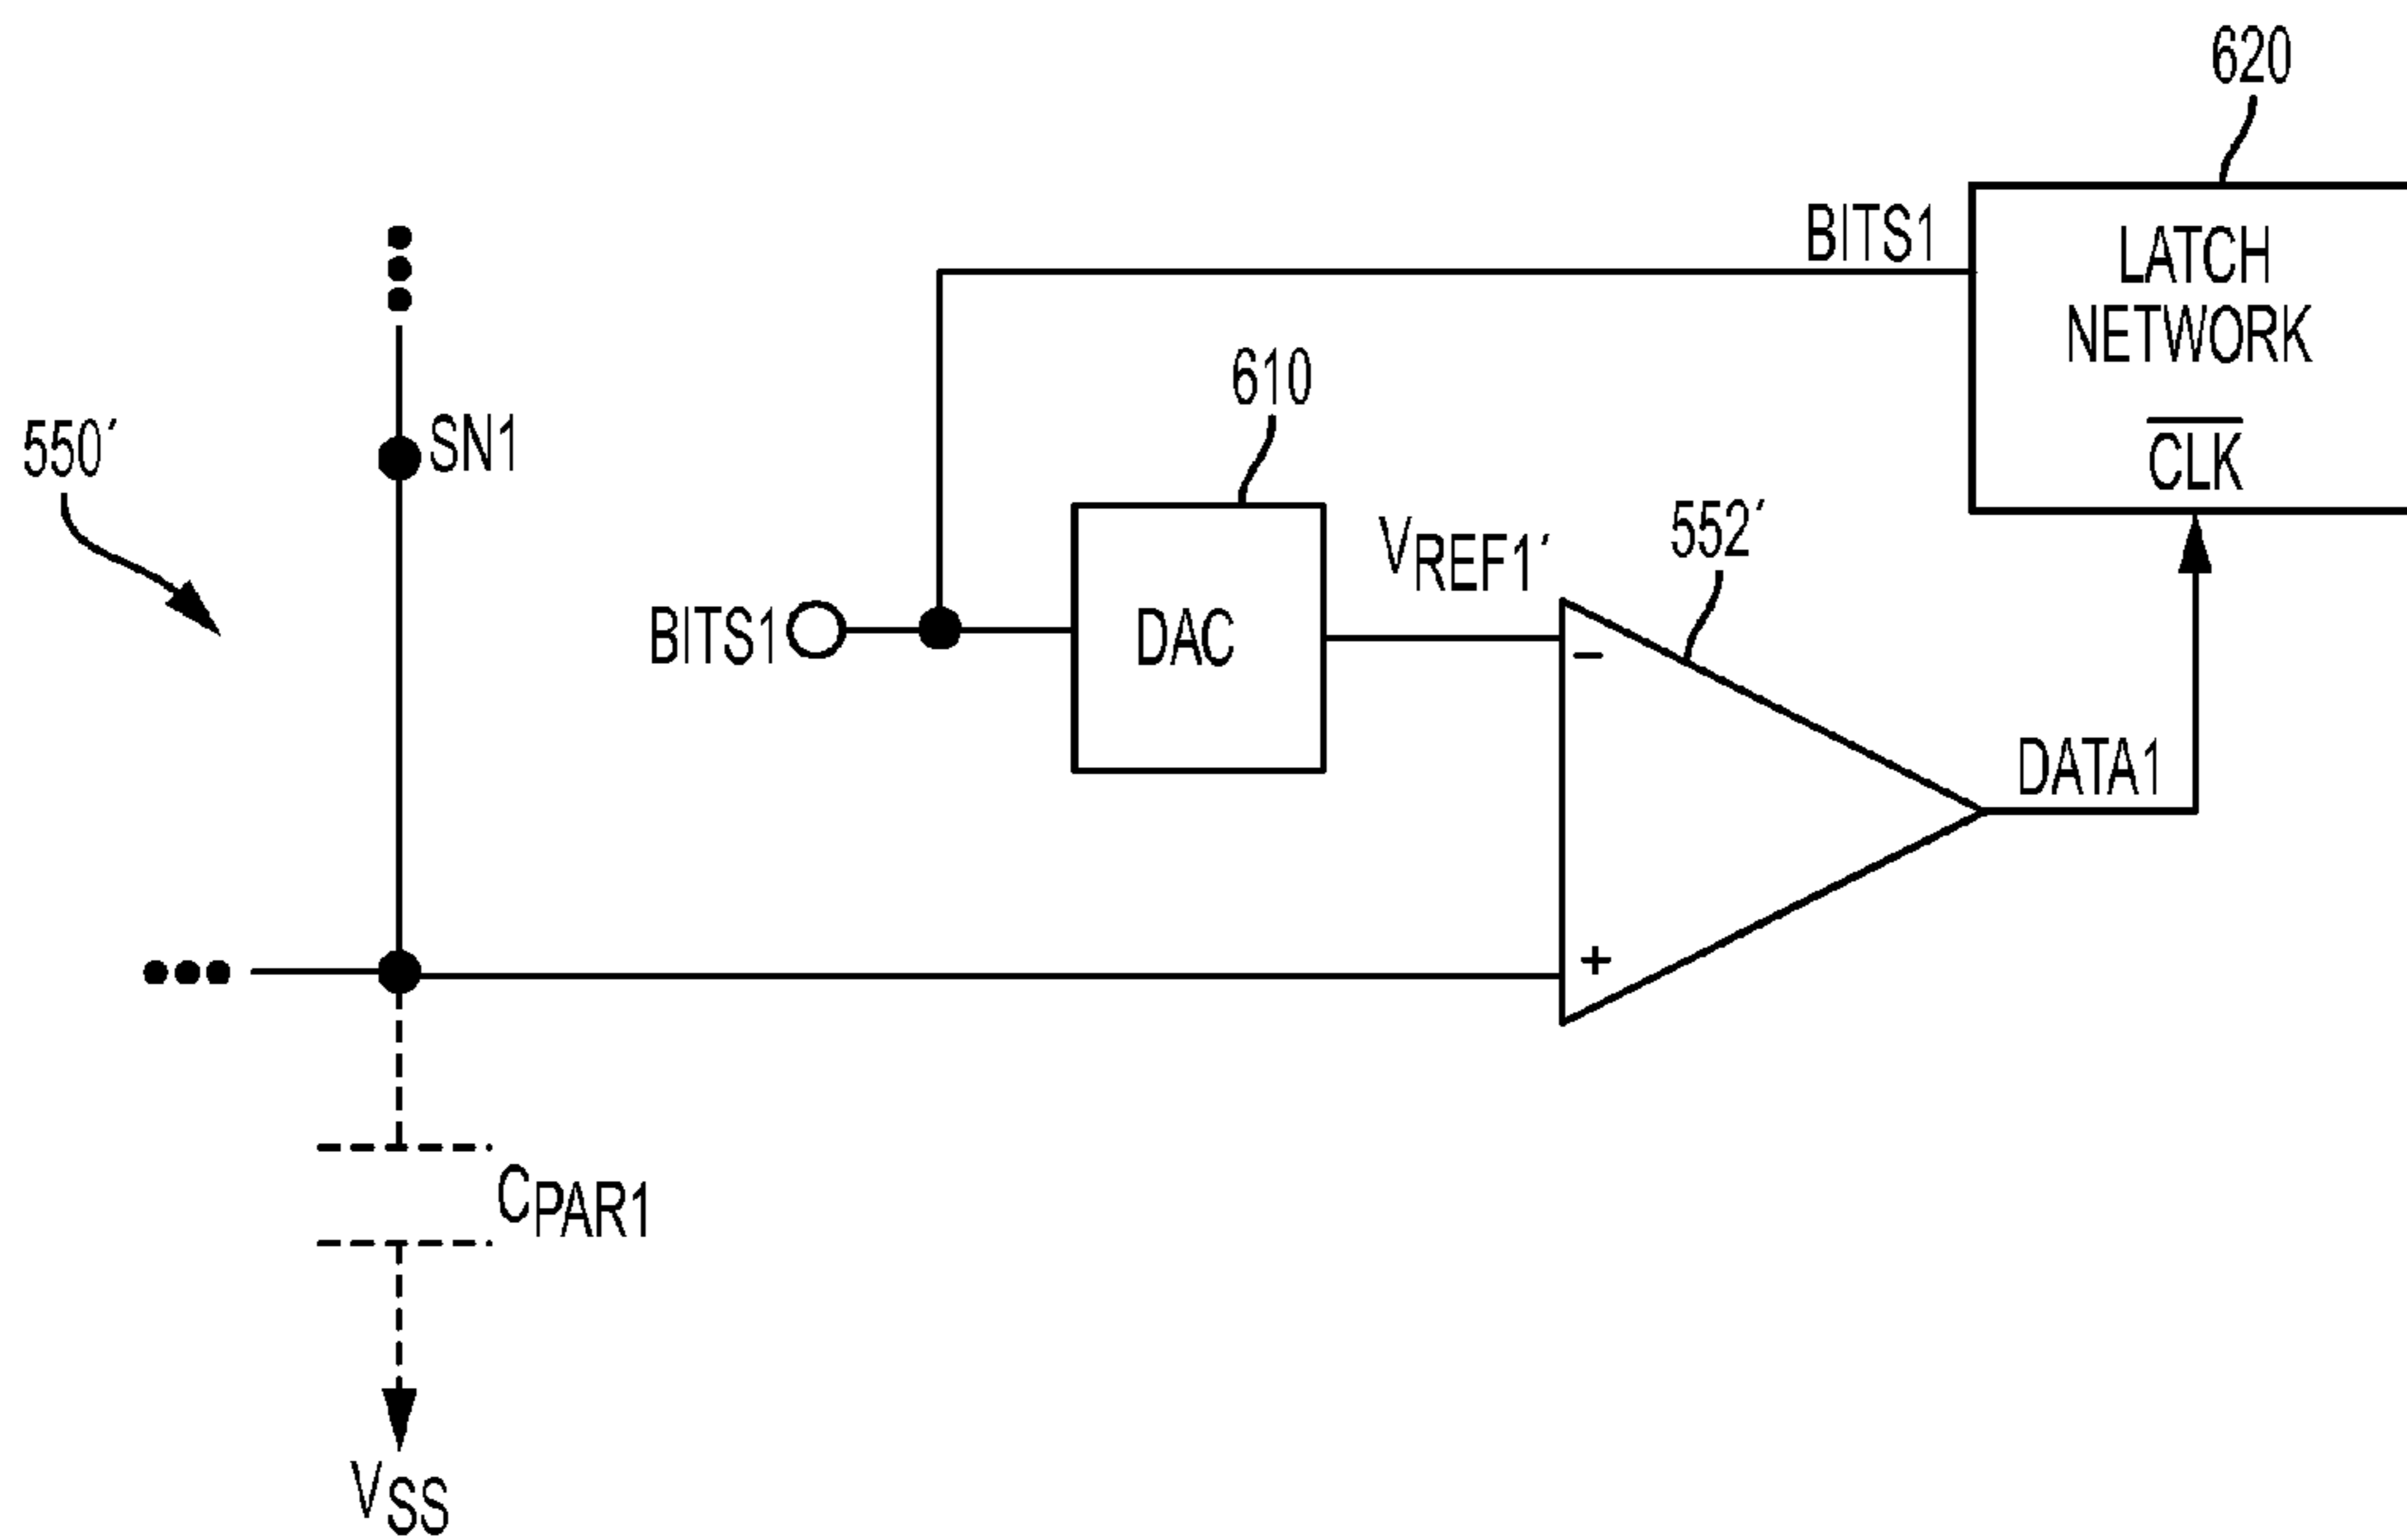 620
BITS1
LATCH
NETWORK
CLK
610
550′
SN1
VREF1′
552′
BITS1
DAC
−
DATA1
+
CPAR1
VSS